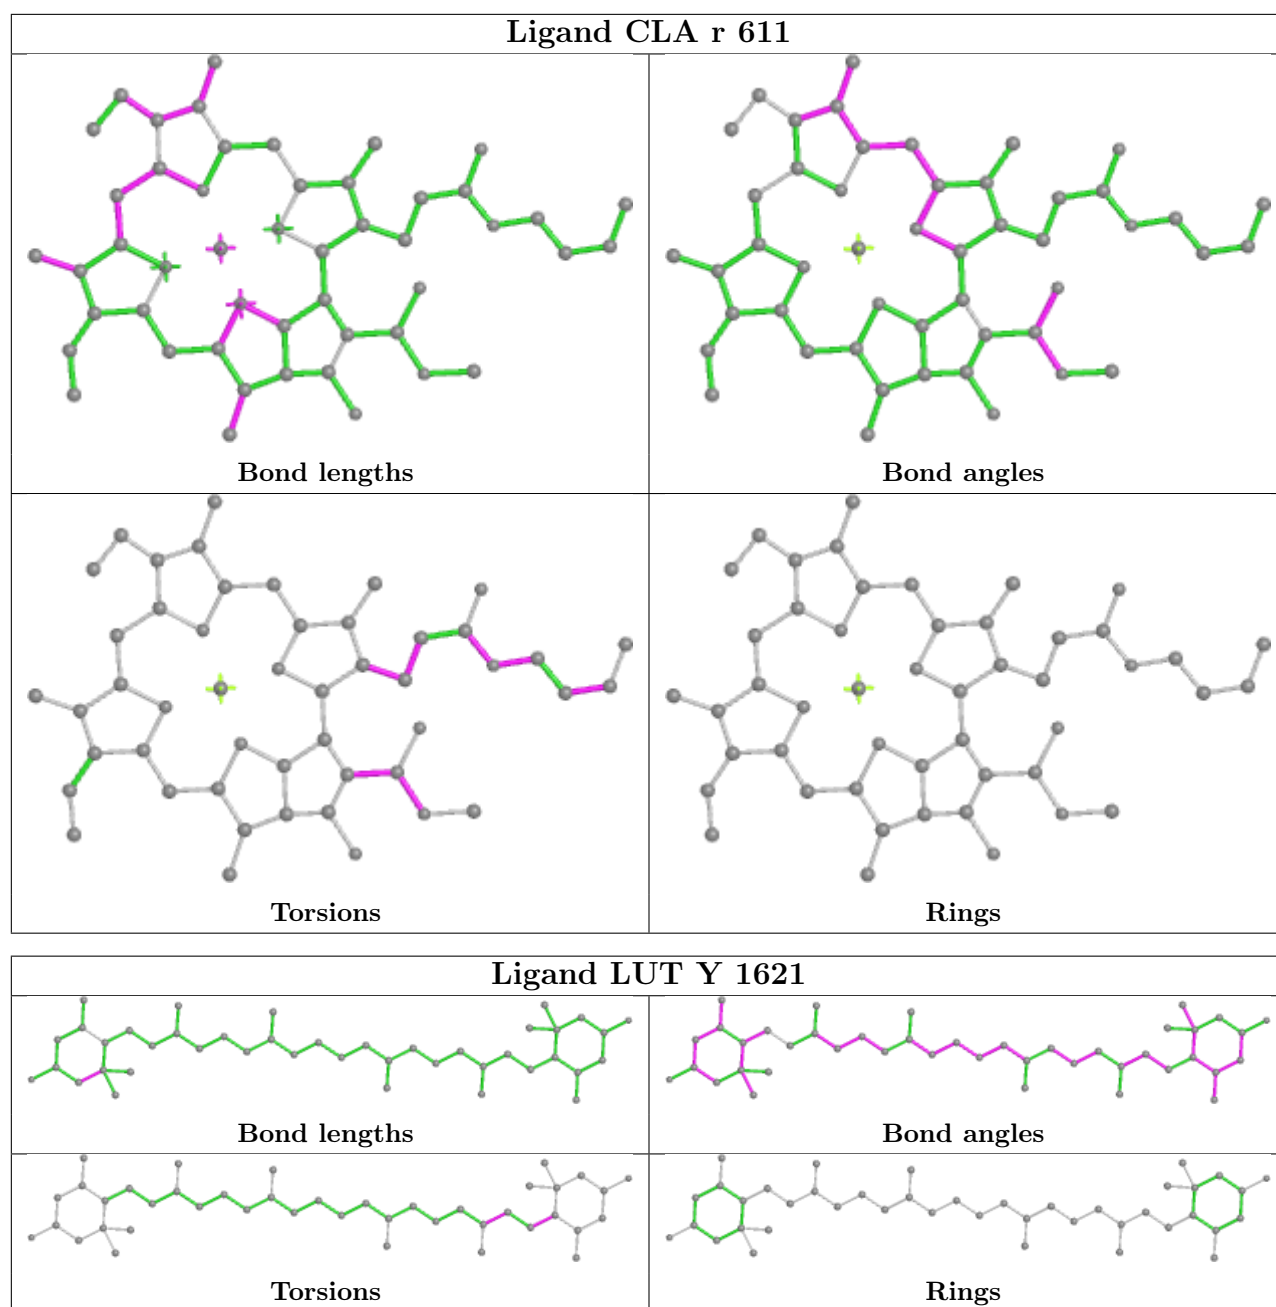 Ligand CLA r 611
Bond lengths
Bond angles
Torsions
Rings
Ligand LUT Y 1621
Bond lengths
Bond angles
Torsions
Rings